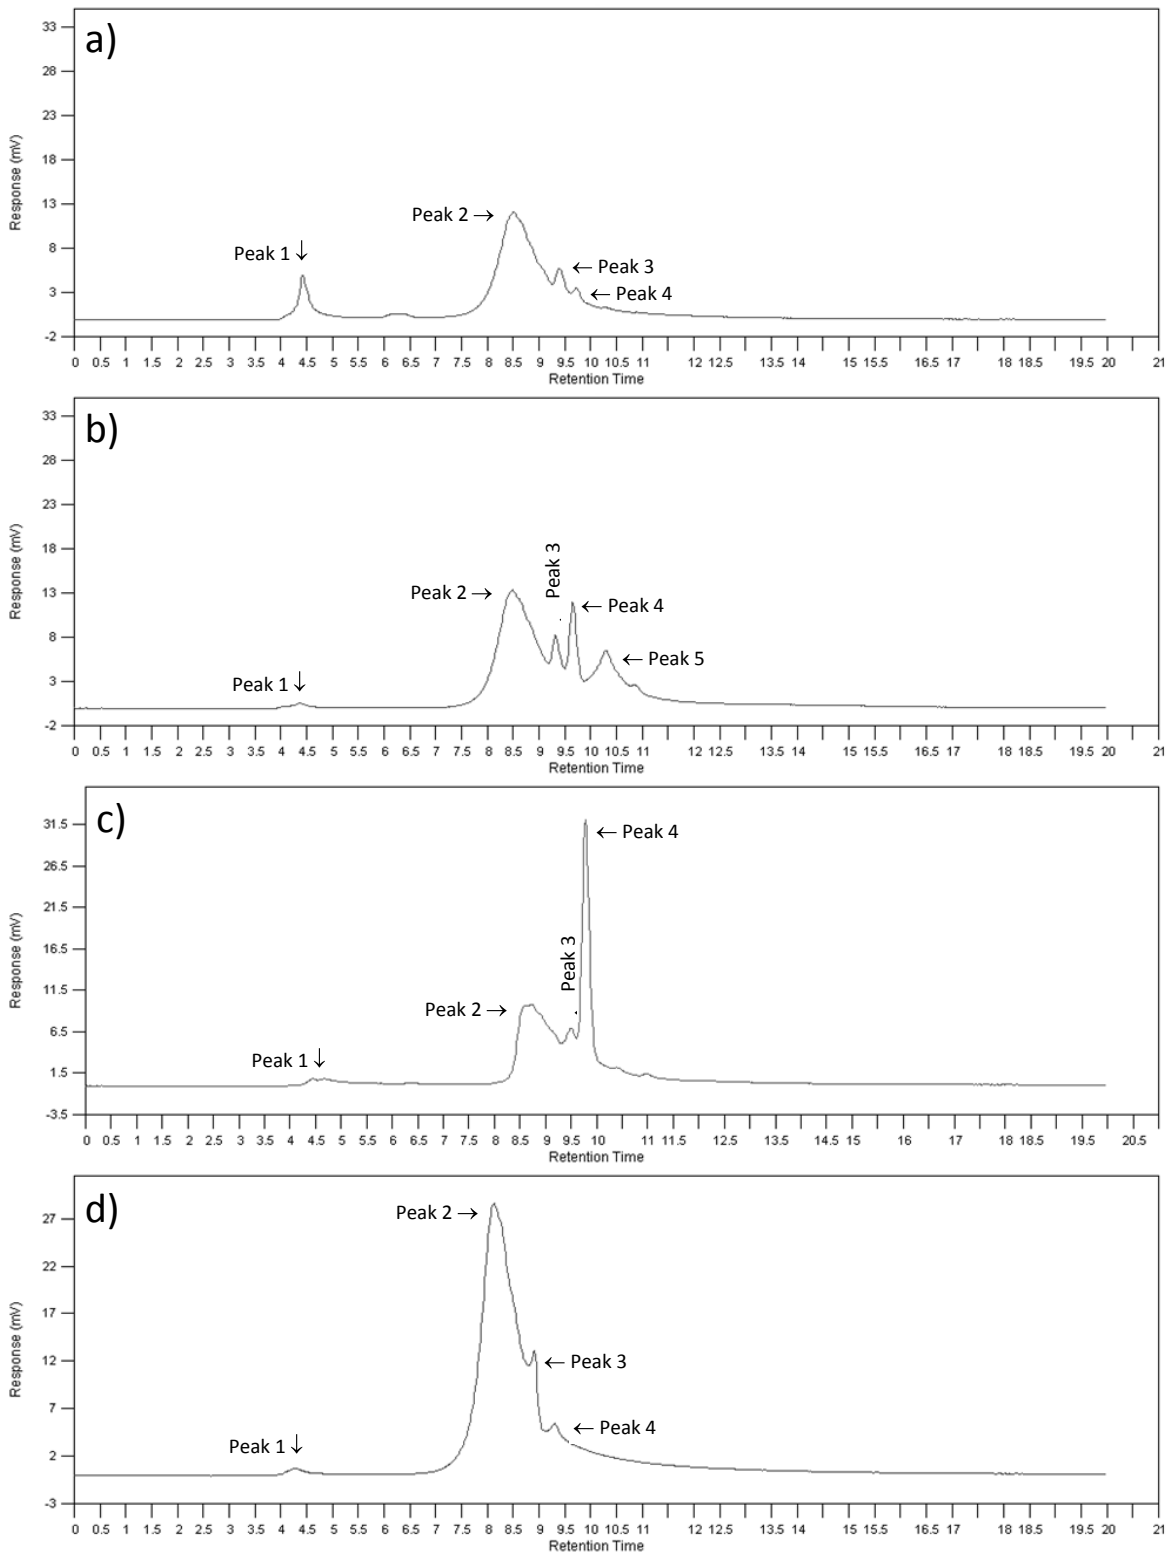 a)
33
28
23
18
13
8
3
-2
Response (mV)
Peak 1 ↓
Peak 2 →
← Peak 3
← Peak 4
0 0.5 1 1.5 2 2.5 3 3.5 4 4.5 5 5.5 6 6.5 7 7.5 8 8.5 9 9.5 10 10.5 11 12 12.5 13.5 14 15 15.5 16.5 17 18 18.5 19.5 20 21
Retention Time
b)
33
28
23
18
13
8
3
-2
Response (mV)
Peak 1 ↓
Peak 2 →
Peak 3
← Peak 4
← Peak 5
0 0.5 1 1.5 2 2.5 3 3.5 4 4.5 5 5.5 6 6.5 7 7.5 8 8.5 9 9.5 10 10.5 11 12 12.5 13.5 14 15 15.5 16.5 17 18 18.5 19.5 20 21
Retention Time
c)
31.5
26.5
21.5
16.5
11.5
6.5
1.5
-3.5
Response (mV)
Peak 1 ↓
Peak 2 →
Peak 3
← Peak 4
0 0.5 1 1.5 2 2.5 3 3.5 4 4.5 5 5.5 6 6.5 7 7.5 8 8.5 9 9.5 10 11 11.5 12.5 13.5 14.5 15 16 17 18 18.5 19.5 20.5
Retention Time
d)
27
22
17
12
7
2
-3
Response (mV)
Peak 1 ↓
Peak 2 →
← Peak 3
← Peak 4
0 0.5 1 1.5 2 2.5 3 3.5 4 4.5 5 5.5 6 6.5 7 7.5 8 8.5 9 9.5 10 10.5 11 12 12.5 13.5 14 15 15.5 16.5 17 18 18.5 19.5 20 21
Retention Time